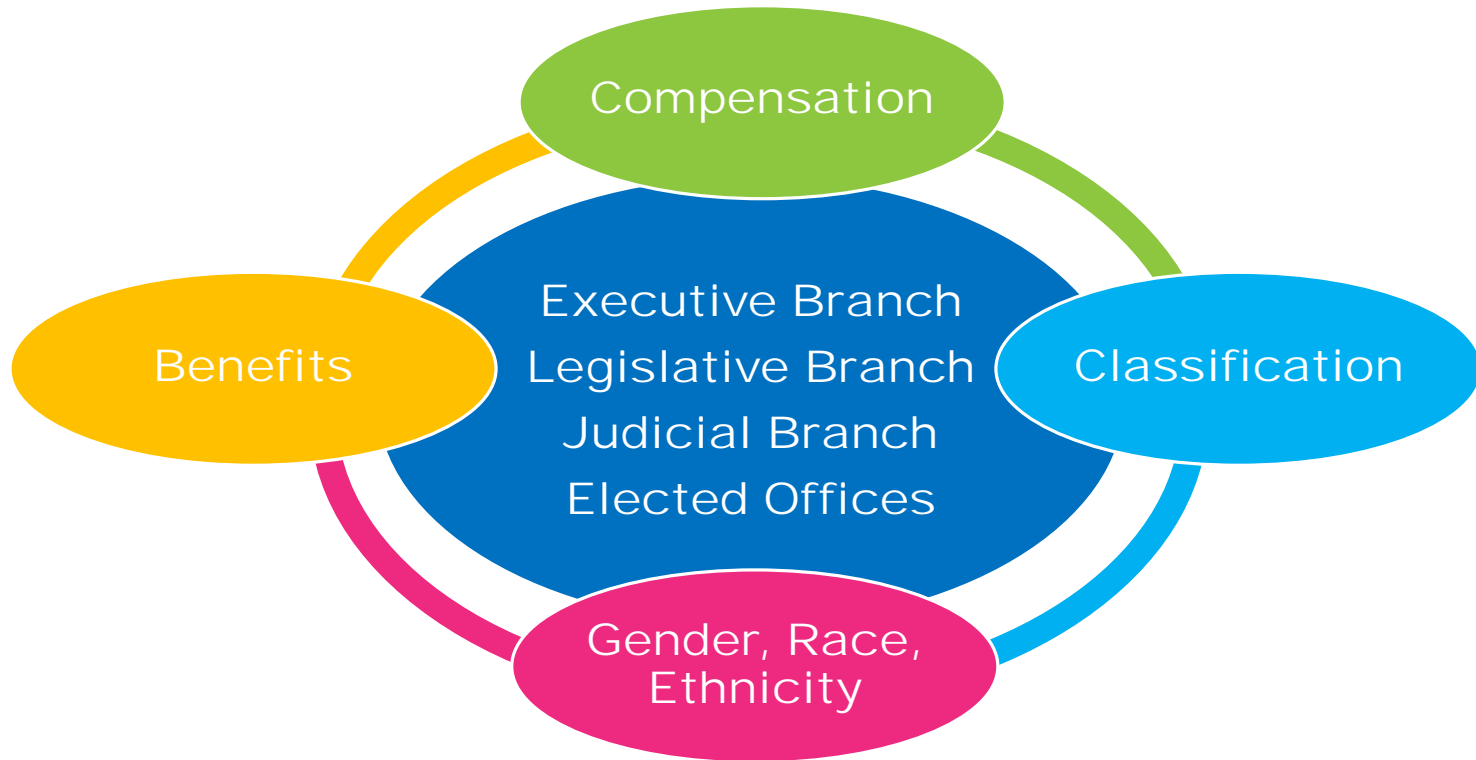 Compensation
Benefits
Executive Branch
Legislative Branch
Judicial Branch
Elected Offices
Classification
Gender, Race,
Ethnicity